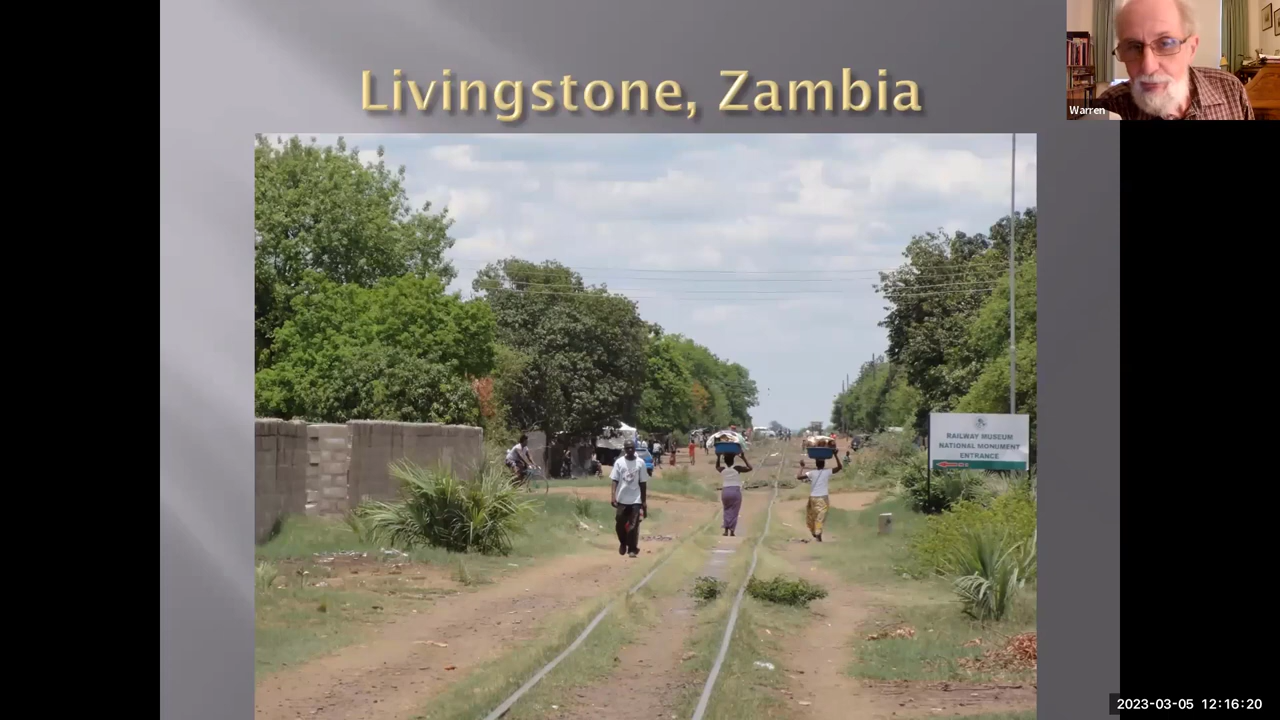 Livingstone, Zambia
Warren
RAILWAY MUSEUM
NATIONAL MONUMENT
ENTRANCE
2023-03-05 12:16:20